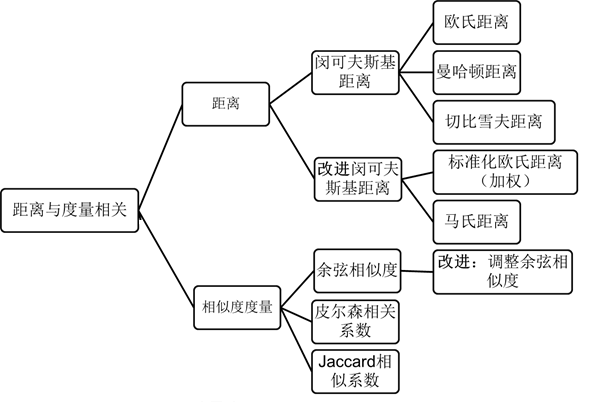 距离与度量相关
距离
闵可夫斯基
距离
欧氏距离
曼哈顿距离
切比雪夫距离
改进闵可夫
斯基距离
标准化欧氏距离
（加权）
马氏距离
相似度度量
余弦相似度
改进：调整余弦相
似度
皮尔森相关
系数
Jaccard相
似系数